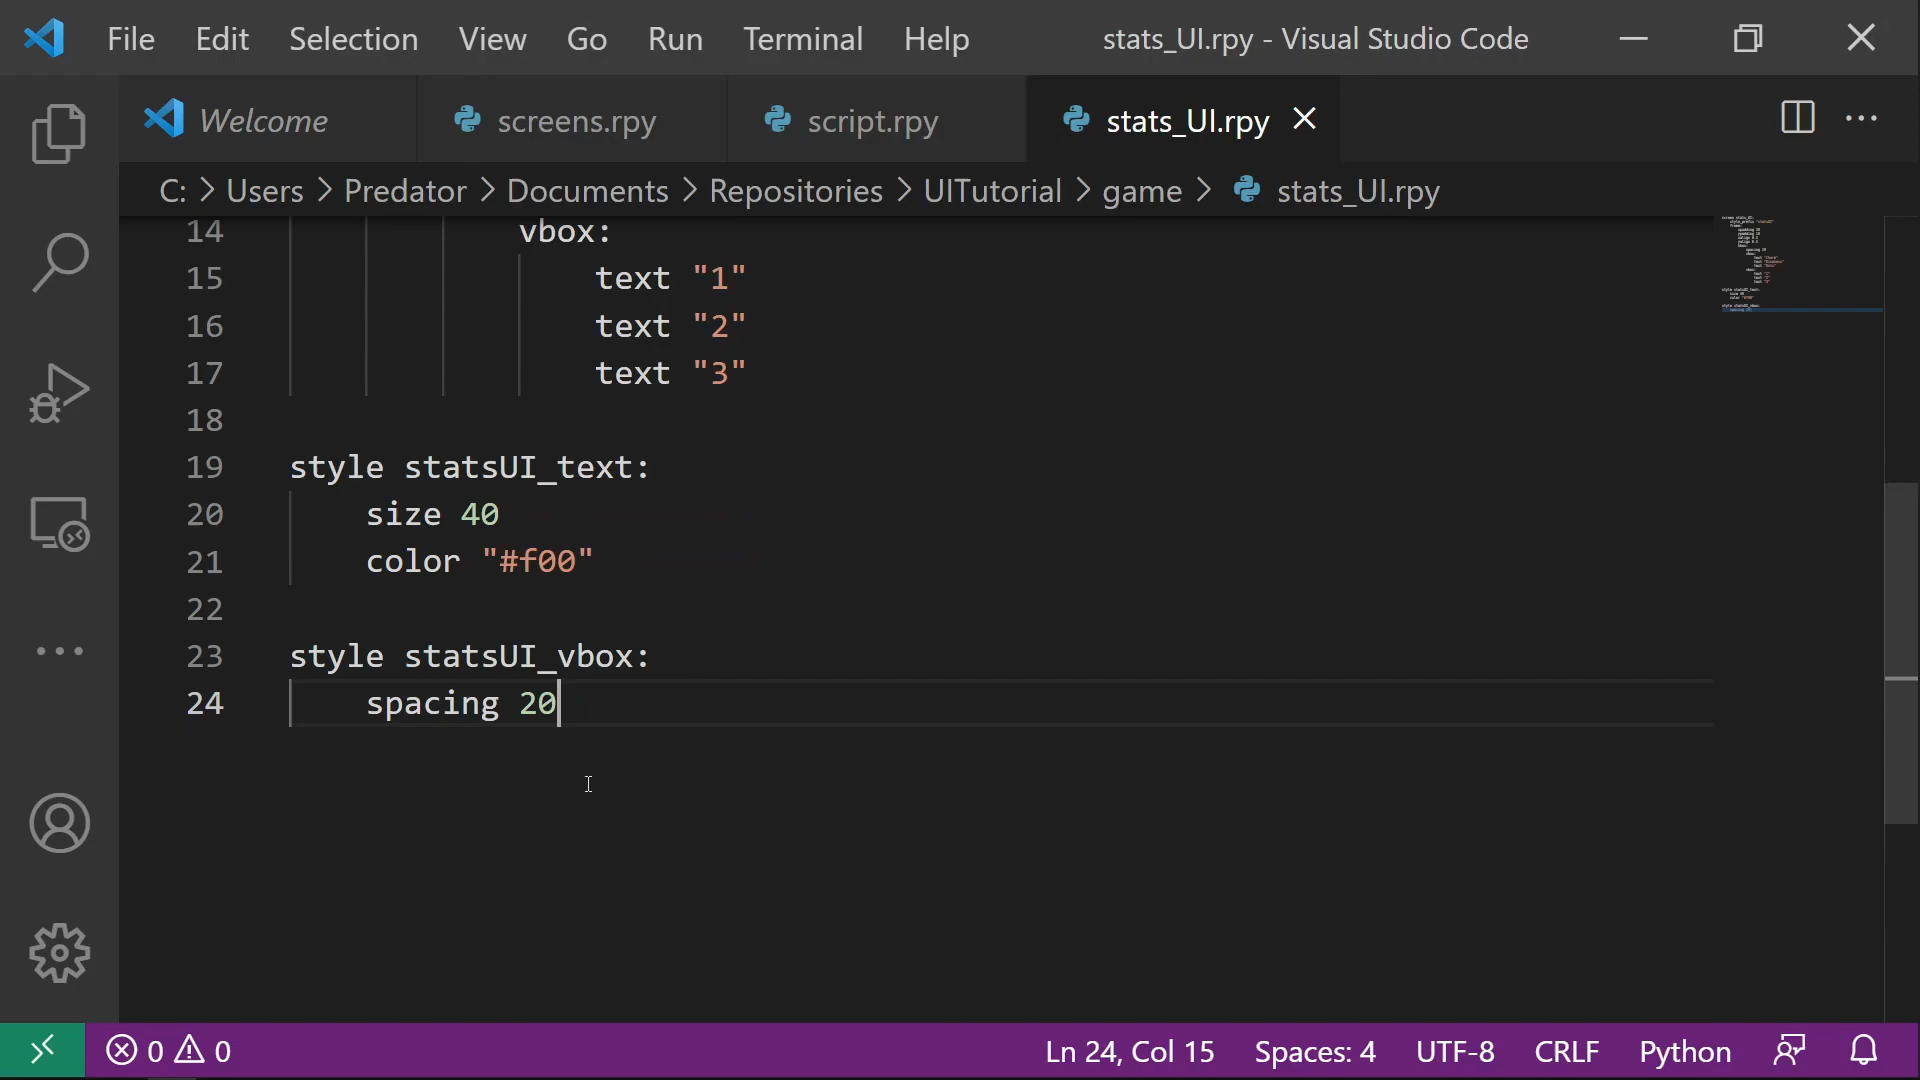 File Edit Selection View Go Run Terminal Help stats_UI.rpy - Visual Studio Code
Welcome screens.rpy script.rpy stats_UI.rpy
C: > Users > Predator > Documents > Repositories > UITutorial > game > stats_UI.rpy
14 vbox:
15 text "1"
16 text "2"
17 text "3"
18
19 style statsUI_text:
20 size 40
21 color "#f00"
22
23 style statsUI_vbox:
24 spacing 20
0 0 Ln 24, Col 15 Spaces: 4 UTF-8 CRLF Python